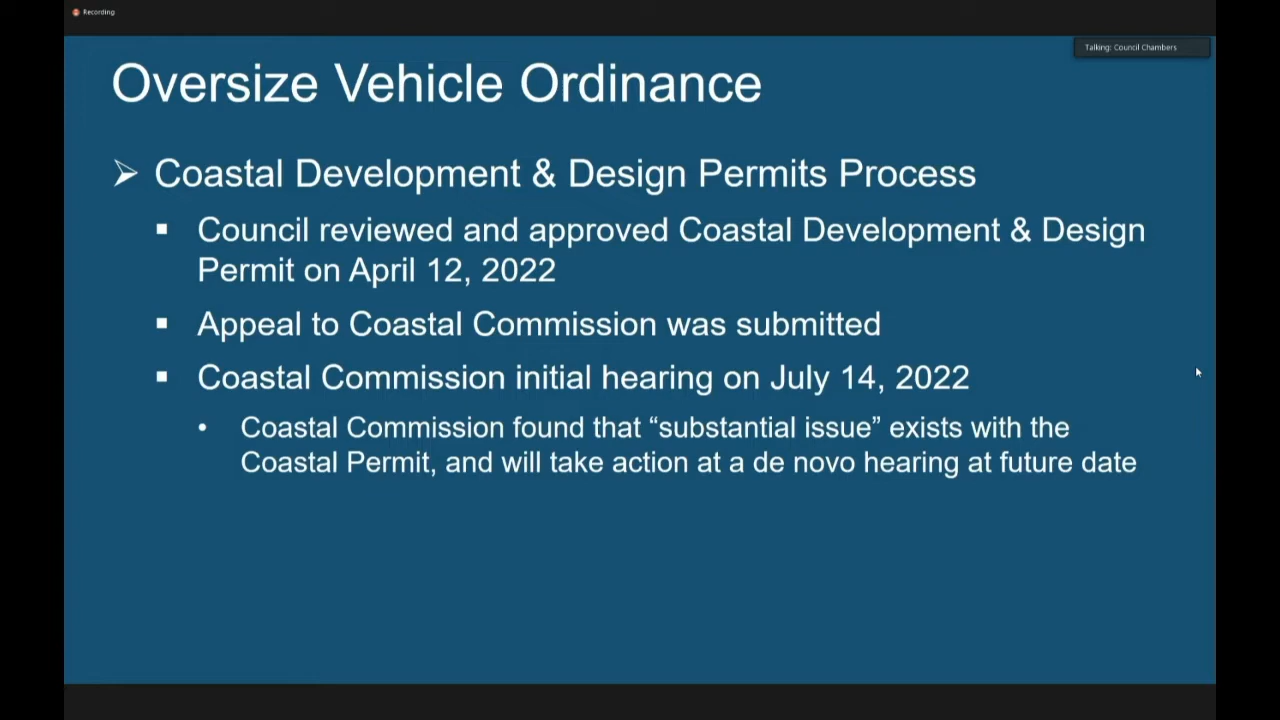 Recording
Talking: Council Chambers
Oversize Vehicle Ordinance
➢ Coastal Development & Design Permits Process
▪ Council reviewed and approved Coastal Development & Design
Permit on April 12, 2022
▪ Appeal to Coastal Commission was submitted
▪ Coastal Commission initial hearing on July 14, 2022
• Coastal Commission found that “substantial issue” exists with the
Coastal Permit, and will take action at a de novo hearing at future date